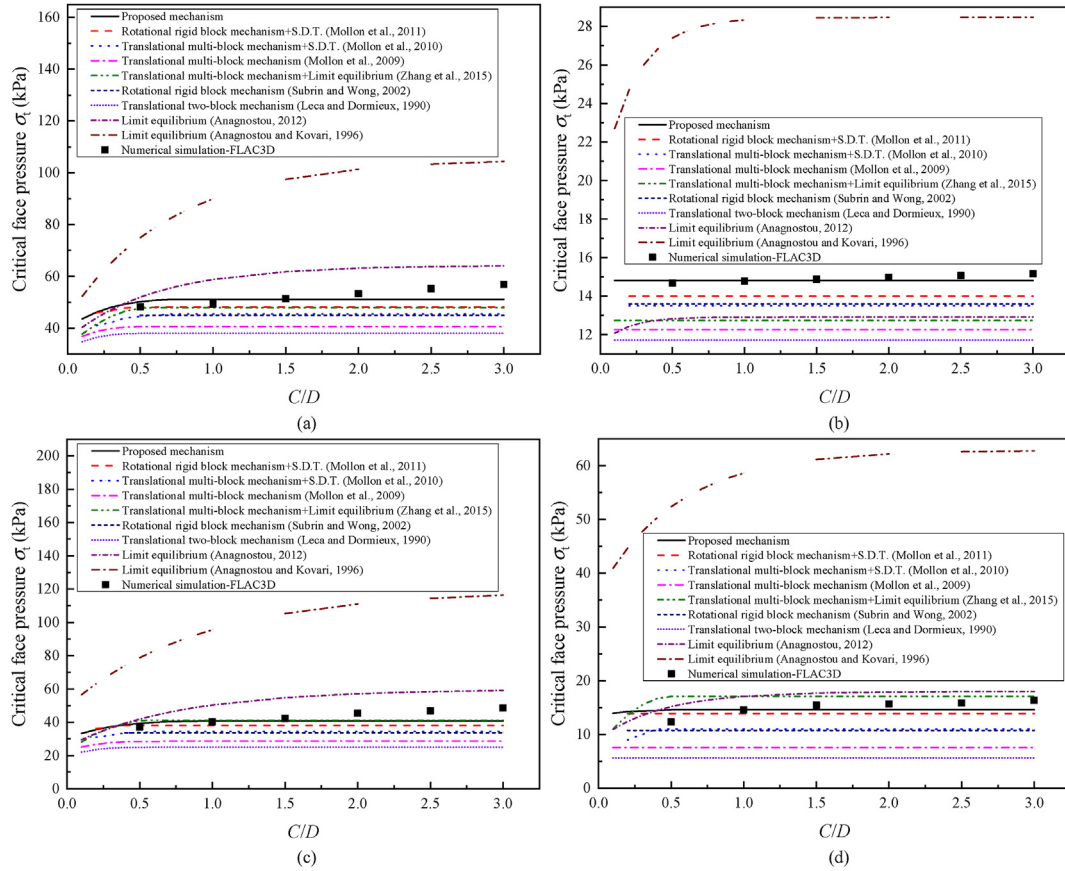 160
140
120
100
80
60
40
Critical face pressure σt (kPa)
Proposed mechanism
Rotational rigid block mechanism+S.D.T. (Mollon et al., 2011)
Translational multi-block mechanism+S.D.T. (Mollon et al., 2010)
Translational multi-block mechanism (Mollon et al., 2009)
Translational multi-block mechanism+Limit equilibrium (Zhang et al., 2015)
Rotational rigid block mechanism (Subrin and Wong, 2002)
Translational two-block mechanism (Leca and Dormieux, 1990)
Limit equilibrium (Anagnostou, 2012)
Limit equilibrium (Anagnostou and Kovari, 1996)
Numerical simulation-FLAC3D
0.0 0.5 1.0 1.5 2.0 2.5 3.0
C/D
(a)
28
26
24
22
20
18
16
14
12
Critical face pressure σt (kPa)
Proposed mechanism
Rotational rigid block mechanism+S.D.T. (Mollon et al., 2011)
Translational multi-block mechanism+S.D.T. (Mollon et al., 2010)
Translational multi-block mechanism (Mollon et al., 2009)
Translational multi-block mechanism+Limit equilibrium (Zhang et al., 2015)
Rotational rigid block mechanism (Subrin and Wong, 2002)
Translational two-block mechanism (Leca and Dormieux, 1990)
Limit equilibrium (Anagnostou, 2012)
Limit equilibrium (Anagnostou and Kovari, 1996)
Numerical simulation-FLAC3D
0.0 0.5 1.0 1.5 2.0 2.5 3.0
C/D
(b)
200
180
160
140
120
100
80
60
40
20
0
Critical face pressure σt (kPa)
Proposed mechanism
Rotational rigid block mechanism+S.D.T. (Mollon et al., 2011)
Translational multi-block mechanism+S.D.T. (Mollon et al., 2010)
Translational multi-block mechanism (Mollon et al., 2009)
Translational multi-block mechanism+Limit equilibrium (Zhang et al., 2015)
Rotational rigid block mechanism (Subrin and Wong, 2002)
Translational two-block mechanism (Leca and Dormieux, 1990)
Limit equilibrium (Anagnostou, 2012)
Limit equilibrium (Anagnostou and Kovari, 1996)
Numerical simulation-FLAC3D
0.0 0.5 1.0 1.5 2.0 2.5 3.0
C/D
(c)
60
50
40
30
20
10
0
Critical face pressure σt (kPa)
Proposed mechanism
Rotational rigid block mechanism+S.D.T. (Mollon et al., 2011)
Translational multi-block mechanism+S.D.T. (Mollon et al., 2010)
Translational multi-block mechanism (Mollon et al., 2009)
Translational multi-block mechanism+Limit equilibrium (Zhang et al., 2015)
Rotational rigid block mechanism (Subrin and Wong, 2002)
Translational two-block mechanism (Leca and Dormieux, 1990)
Limit equilibrium (Anagnostou, 2012)
Limit equilibrium (Anagnostou and Kovari, 1996)
Numerical simulation-FLAC3D
0.0 0.5 1.0 1.5 2.0 2.5 3.0
C/D
(d)